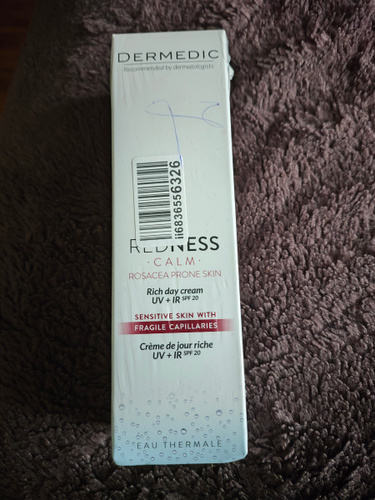 DERMEDIC
Recommended by dermatologists
ii6836556326
REDNESS
·CALM·
ROSACEA PRONE SKIN
Rich day cream
UV + IR SPF 20
SENSITIVE SKIN WITH
FRAGILE CAPILLARIES
Crème de jour riche
UV + IR SPF 20
EAU THERMALE